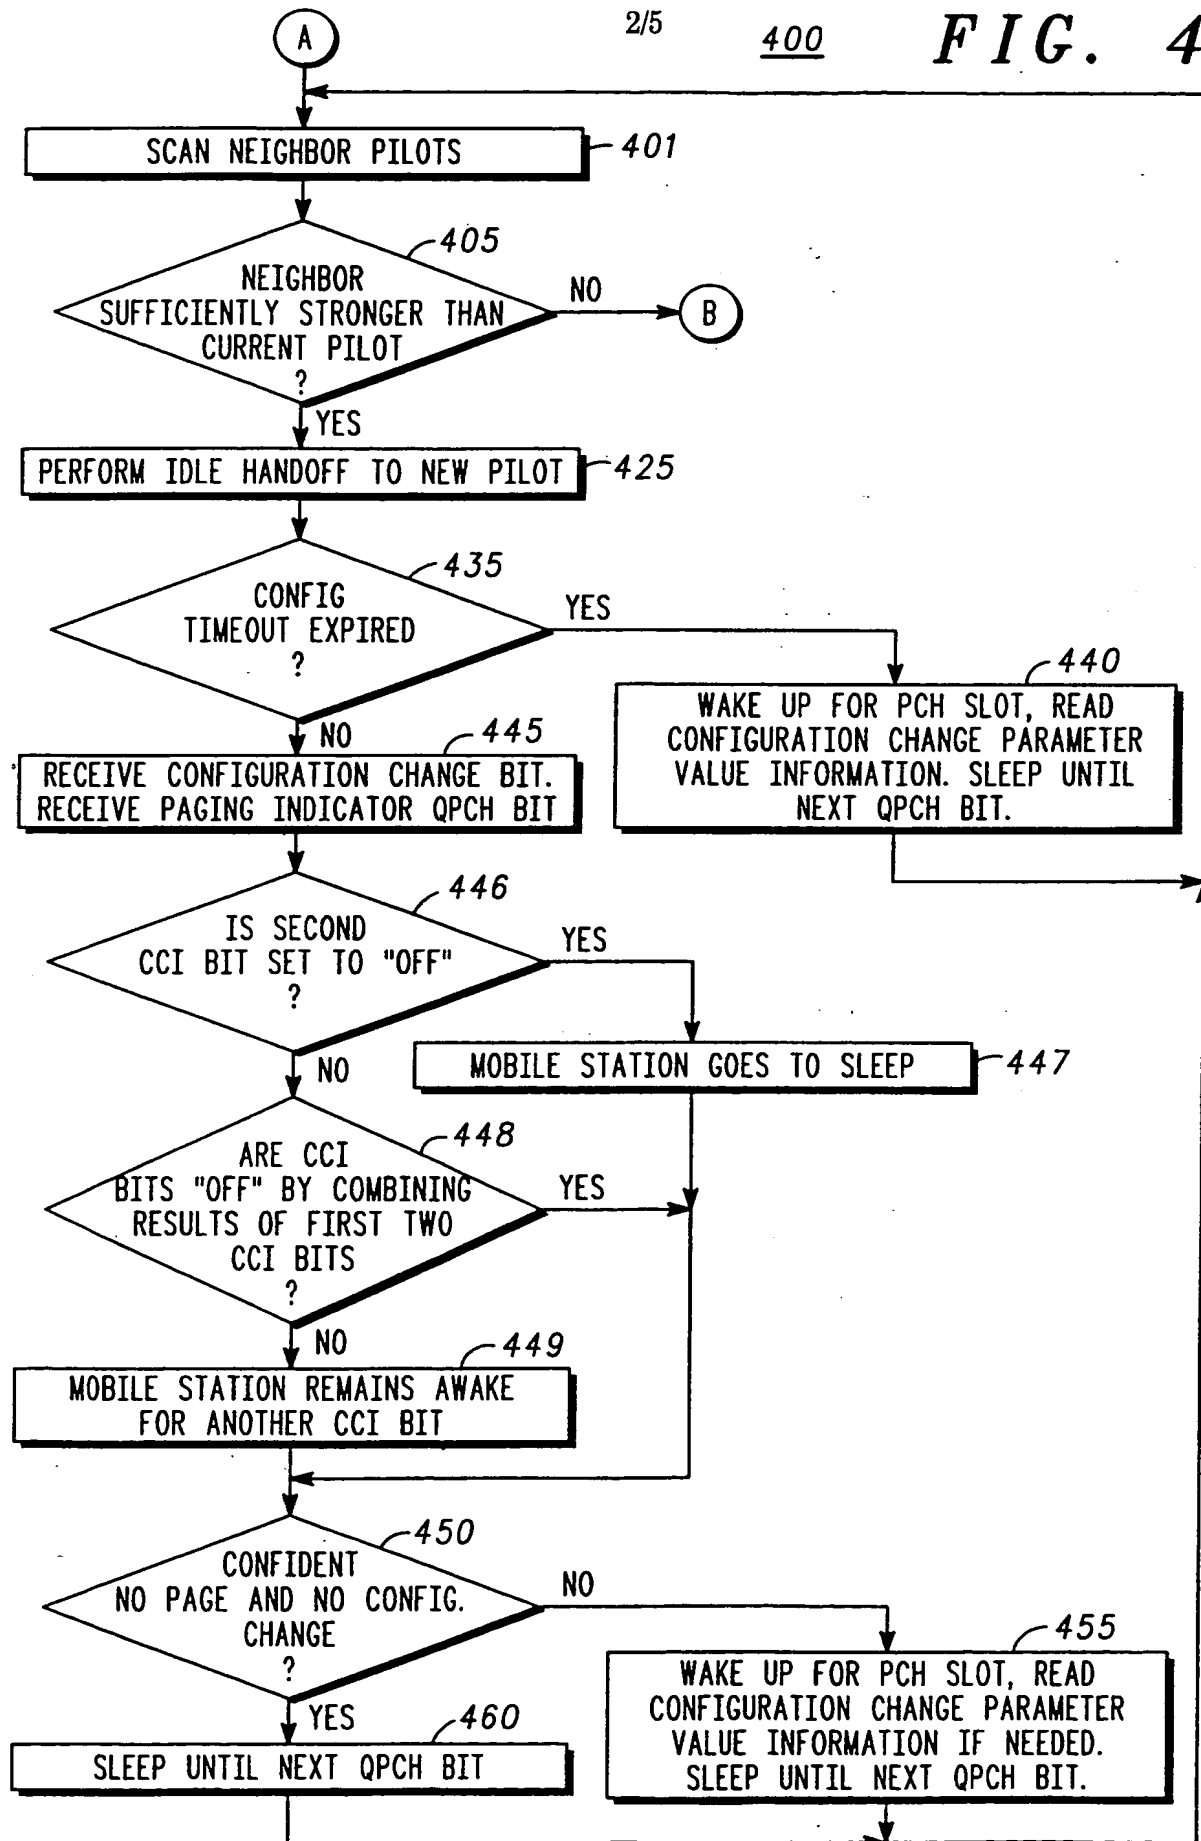 A
2/5
400
FIG. 4
SCAN NEIGHBOR PILOTS
401
405
NEIGHBOR
SUFFICIENTLY STRONGER THAN
CURRENT PILOT
?
NO
B
YES
PERFORM IDLE HANDOFF TO NEW PILOT
425
435
CONFIG
TIMEOUT EXPIRED
?
YES
440
WAKE UP FOR PCH SLOT, READ
CONFIGURATION CHANGE PARAMETER
VALUE INFORMATION. SLEEP UNTIL
NEXT QPCH BIT.
NO
445
RECEIVE CONFIGURATION CHANGE BIT.
RECEIVE PAGING INDICATOR QPCH BIT
446
IS SECOND
CCI BIT SET TO "OFF"
?
YES
NO
MOBILE STATION GOES TO SLEEP
447
448
ARE CCI
BITS "OFF" BY COMBINING
RESULTS OF FIRST TWO
CCI BITS
?
YES
NO
449
MOBILE STATION REMAINS AWAKE
FOR ANOTHER CCI BIT
450
CONFIDENT
NO PAGE AND NO CONFIG.
CHANGE
?
NO
455
WAKE UP FOR PCH SLOT, READ
CONFIGURATION CHANGE PARAMETER
VALUE INFORMATION IF NEEDED.
SLEEP UNTIL NEXT QPCH BIT.
YES
460
SLEEP UNTIL NEXT QPCH BIT